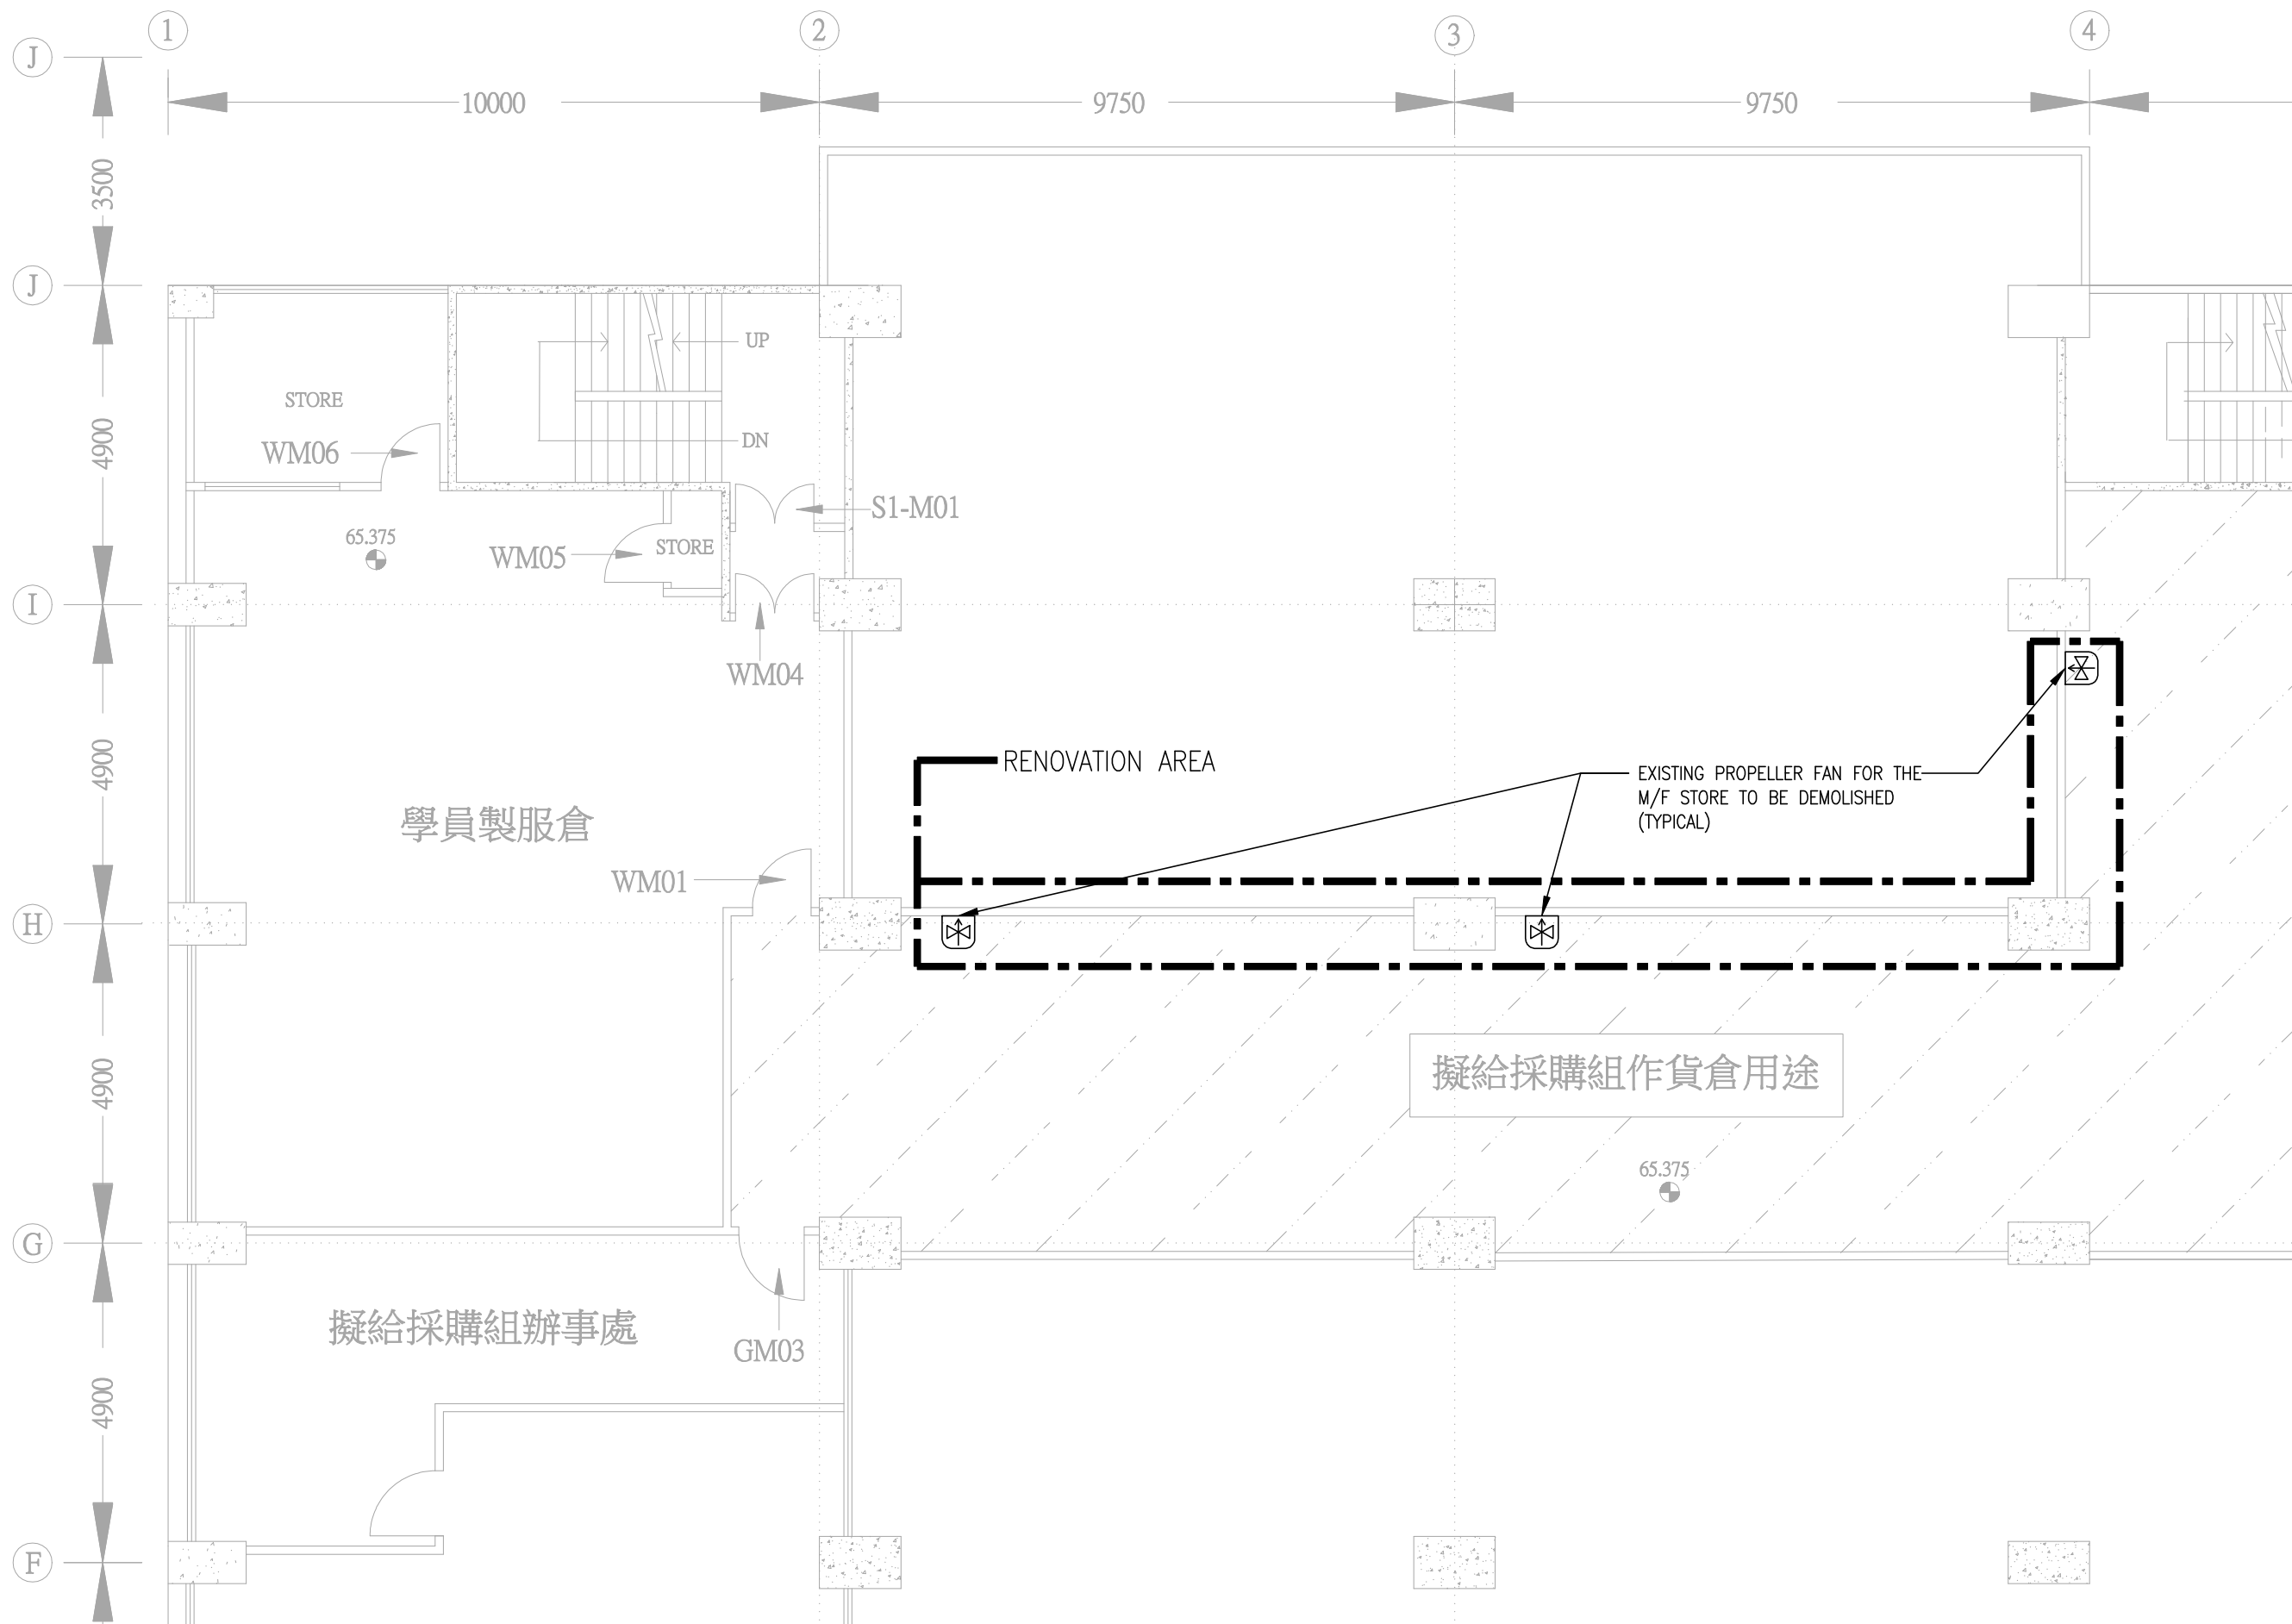 1
2
3
4
J
10000
9750
9750
3500
J
UP
STORE
4900
DN
WM06
S1-M01
65.375
WM05
STORE
I
WM04
4900
RENOVATION AREA
EXISTING PROPELLER FAN FOR THE
M/F STORE TO BE DEMOLISHED
(TYPICAL)
學員製服倉
WM01
H
4900
擬給採購組作貨倉用途
65.375
G
擬給採購組辦事處
GM03
4900
F